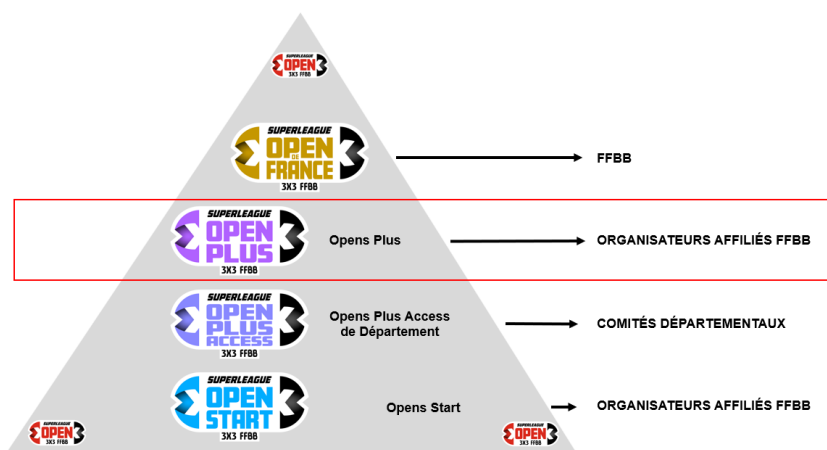 SUPERLEAGUE
OPEN
3X3 FFBB
SUPERLEAGUE
OPEN
DE
FRANCE
3X3 FFBB
FFBB
SUPERLEAGUE
OPEN
PLUS
3X3 FFBB
Opens Plus
ORGANISATEURS AFFILIÉS FFBB
SUPERLEAGUE
OPEN
PLUS
ACCESS
3X3 FFBB
Opens Plus Access
de Département
COMITÉS DÉPARTEMENTAUX
SUPERLEAGUE
OPEN
START
3X3 FFBB
Opens Start
ORGANISATEURS AFFILIÉS FFBB
SUPERLEAGUE
OPEN
3X3 FFBB
SUPERLEAGUE
OPEN
3X3 FFBB